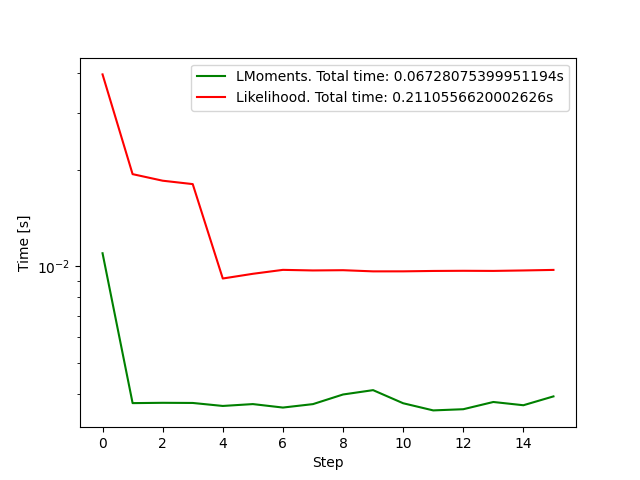 LMoments. Total time: 0.06728075399951194s
Likelihood. Total time: 0.2110556620002626s
Time [s]
10⁻²
0 2 4 6 8 10 12 14
Step